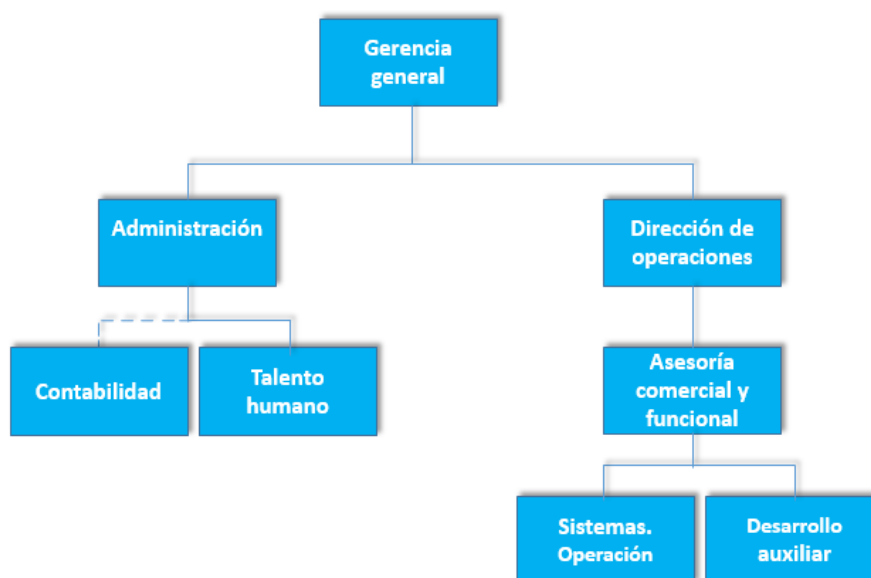 Gerencia
general
Administración
Dirección de
operaciones
Contabilidad
Talento
humano
Asesoría
comercial y
funcional
Sistemas.
Operación
Desarrollo
auxiliar